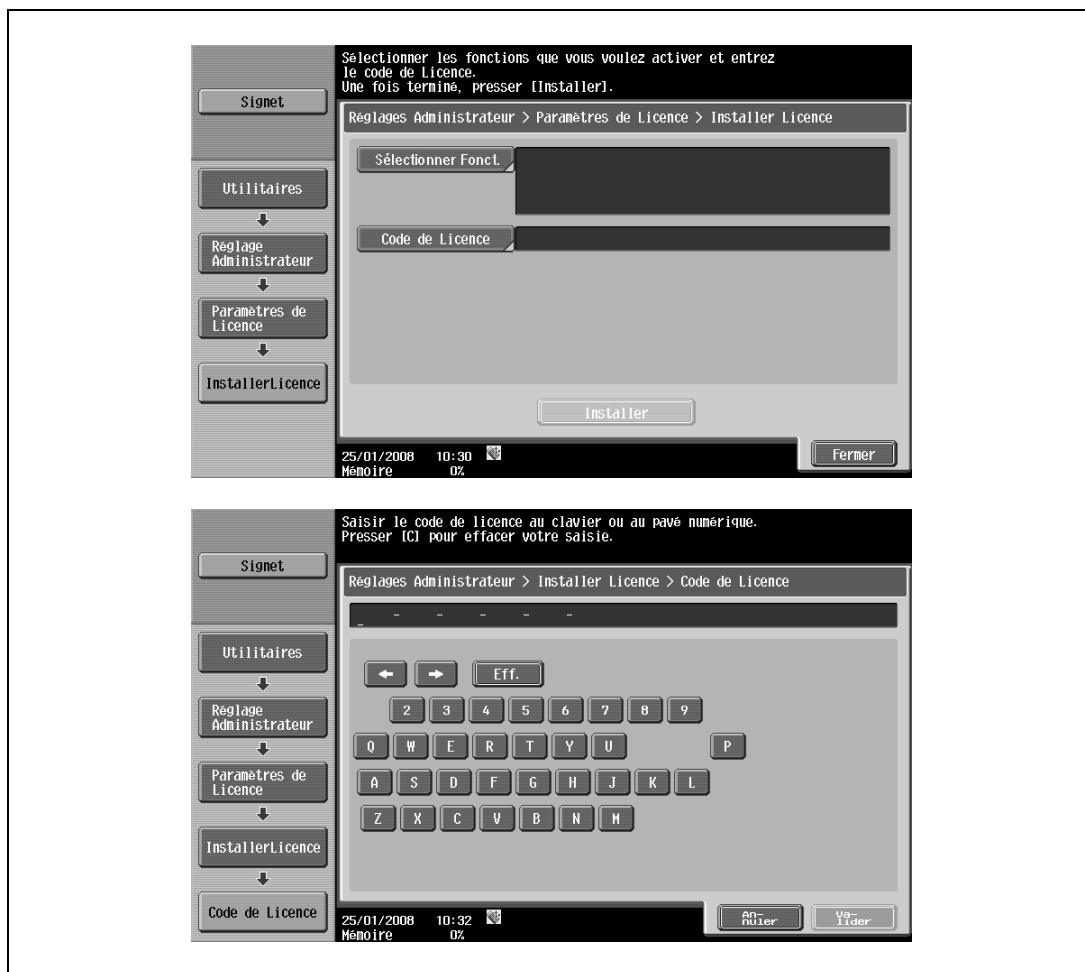 Sélectionner les fonctions que vous voulez activer et entrez
le code de Licence.
Une fois terminé, presser [Installer].
Signet
Réglages Administrateur > Paramètres de Licence > Installer Licence
Sélectionner Fonct.
Utilitaires
Code de Licence
Réglage
Administrateur
Paramètres de
Licence
InstallerLicence
Installer
Fermer
25/01/2008 10:30
Mémoire 0%
Saisir le code de licence au clavier ou au pavé numérique.
Presser [C] pour effacer votre saisie.
Signet
Réglages Administrateur > Installer Licence > Code de Licence
_ - - - - -
Utilitaires
Eff.
Réglage
Administrateur
2 3 4 5 6 7 8 9
Q W E R T Y U P
Paramètres de
Licence
A S D F G H J K L
Z X C V B N M
InstallerLicence
Code de Licence
An-
nuler
Va-
lider
25/01/2008 10:32
Mémoire 0%